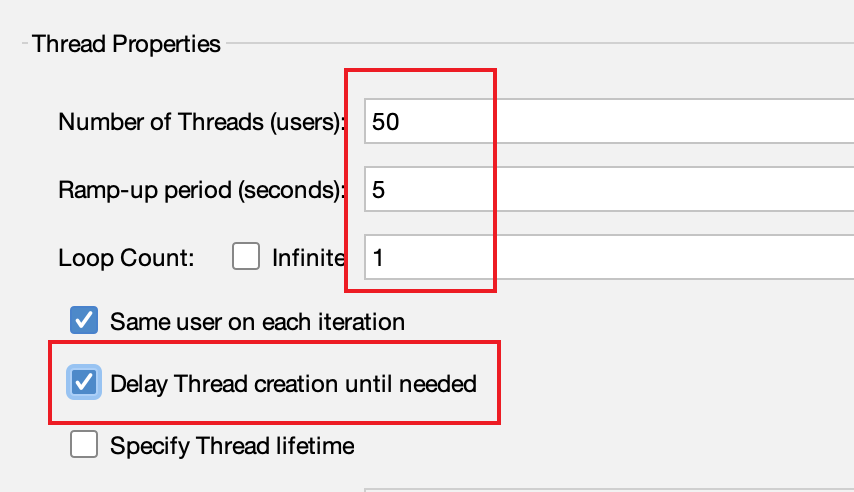 Thread Properties
Number of Threads (users): 50
Ramp-up period (seconds): 5
Loop Count: Infinite 1
Same user on each iteration
Delay Thread creation until needed
Specify Thread lifetime